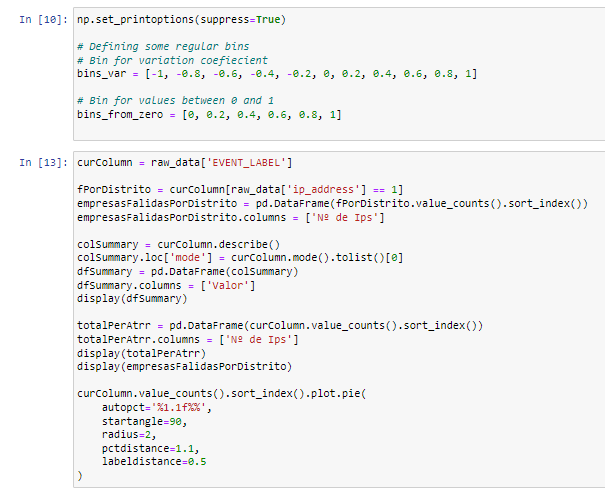 In [10]: np.set_printoptions(suppress=True)
# Defining some regular bins
# Bin for variation coefiecient
bins_var = [-1, -0.8, -0.6, -0.4, -0.2, 0, 0.2, 0.4, 0.6, 0.8, 1]
# Bin for values between 0 and 1
bins_from_zero = [0, 0.2, 0.4, 0.6, 0.8, 1]
In [13]: curColumn = raw_data['EVENT_LABEL']
fPorDistrito = curColumn[raw_data['ip_address'] == 1]
empresasFalidasPorDistrito = pd.DataFrame(fPorDistrito.value_counts().sort_index())
empresasFalidasPorDistrito.columns = ['Nº de Ips']
colSummary = curColumn.describe()
colSummary.loc['mode'] = curColumn.mode().tolist()[0]
dfSummary = pd.DataFrame(colSummary)
dfSummary.columns = ['Valor']
display(dfSummary)
totalPerAtrr = pd.DataFrame(curColumn.value_counts().sort_index())
totalPerAtrr.columns = ['Nº de Ips']
display(totalPerAtrr)
display(empresasFalidasPorDistrito)
curColumn.value_counts().sort_index().plot.pie(
    autopct='%1.1f%%',
    startangle=90,
    radius=2,
    pctdistance=1.1,
    labeldistance=0.5
)